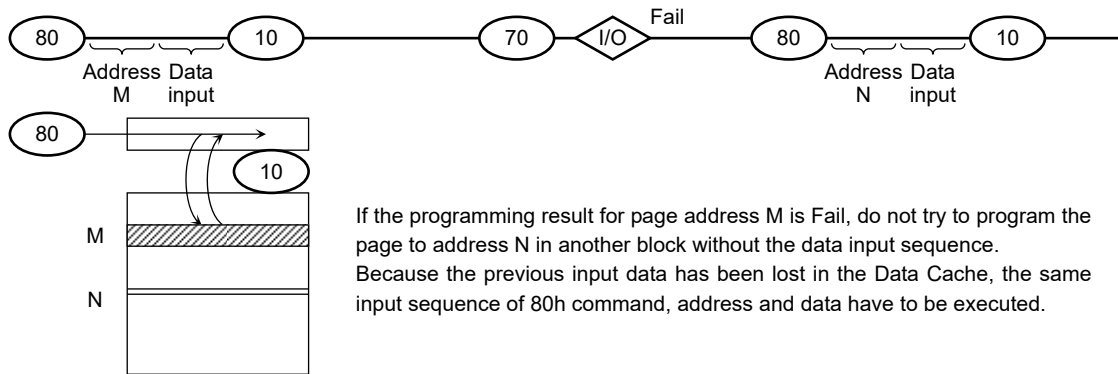 80 10 70 I/O Fail 80 10
Address Data Address Data
M input N input
80
10
If the programming result for page address M is Fail, do not try to program the
M page to address N in another block without the data input sequence.
Because the previous input data has been lost in the Data Cache, the same
N input sequence of 80h command, address and data have to be executed.